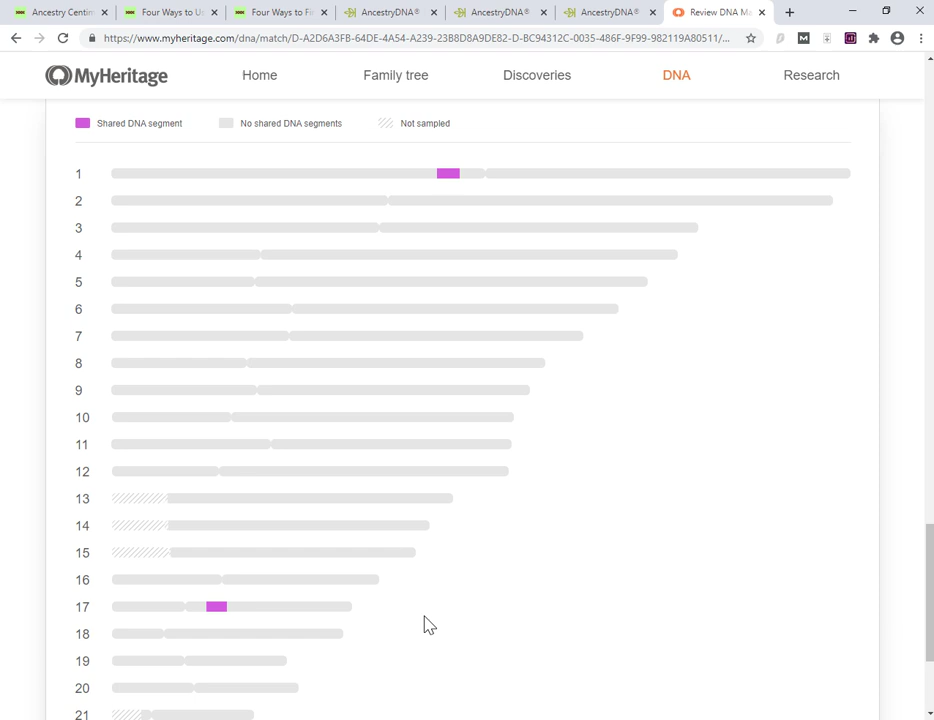 Ancestry Centim
Four Ways to Us
Four Ways to Fi
AncestryDNA®
AncestryDNA®
AncestryDNA®
Review DNA Ma
https://www.myheritage.com/dna/match/D-A2D6A3FB-64DE-4A54-A239-23B8D8A9DE82-D-BC94312C-0035-486F-9F99-982119A80511/...
MyHeritage Home Family tree Discoveries DNA Research
Shared DNA segment No shared DNA segments Not sampled
1
2
3
4
5
6
7
8
9
10
11
12
13
14
15
16
17
18
19
20
21